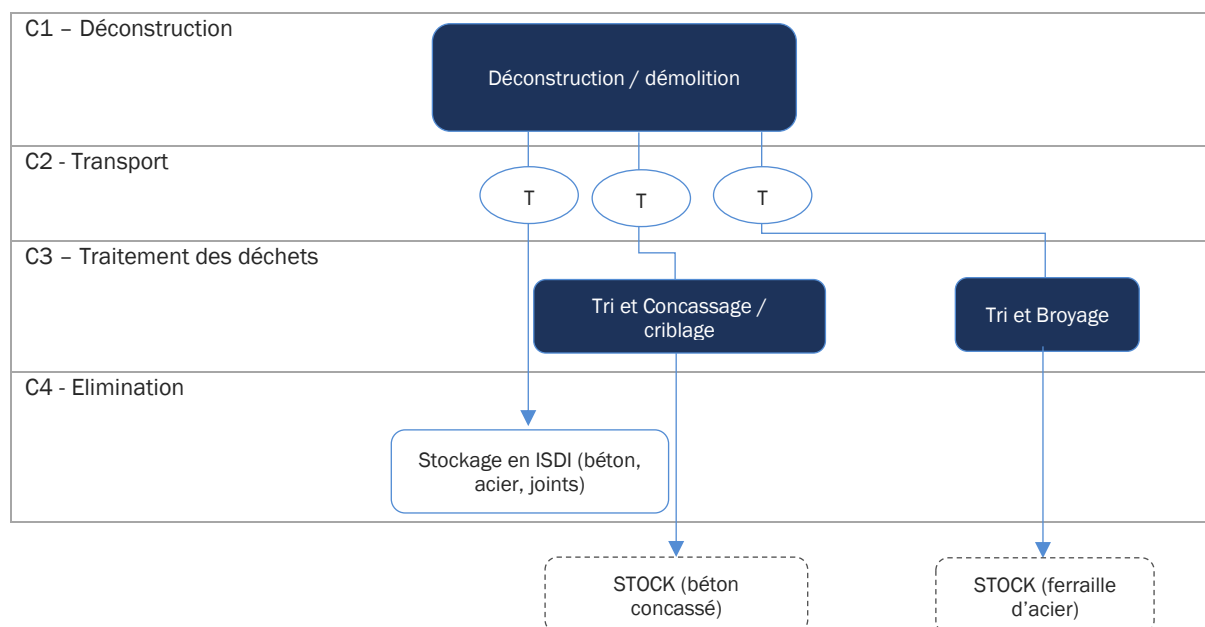 C1 – Déconstruction
Déconstruction / démolition
C2 - Transport
T
T
T
C3 – Traitement des déchets
Tri et Concassage /
criblage
Tri et Broyage
C4 - Elimination
Stockage en ISDI (béton,
acier, joints)
STOCK (béton
concassé)
STOCK (ferraille
d'acier)